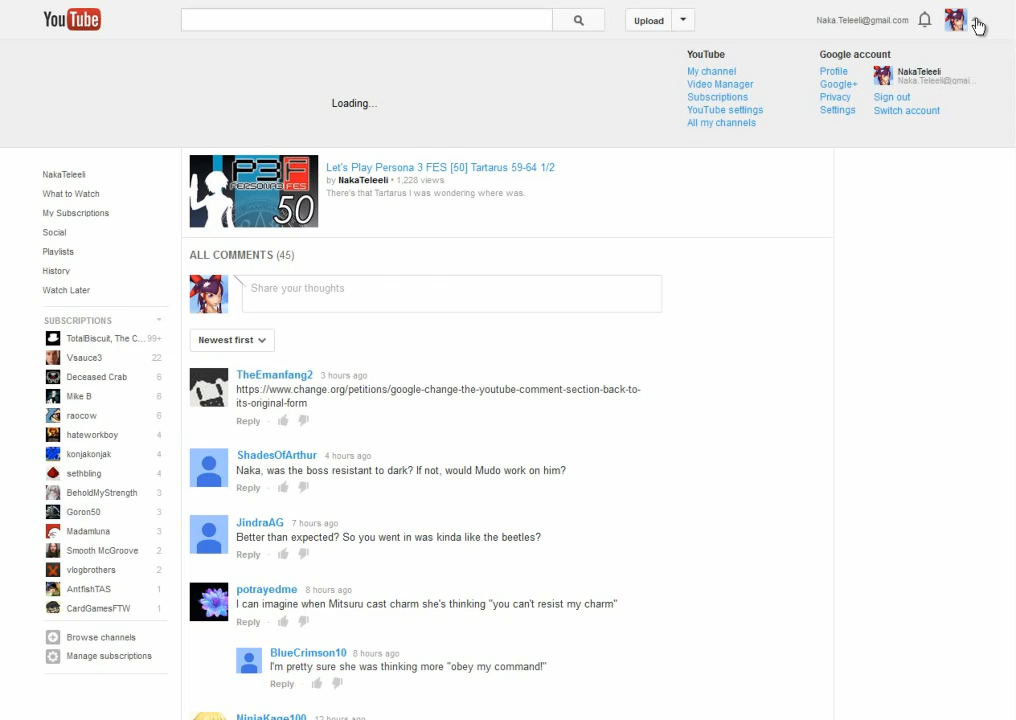 YouTube
Upload
Naka.Teleeli@gmail.com
Loading...
YouTube
My channel
Video Manager
Subscriptions
YouTube settings
All my channels
Google account
Profile
Google+
Privacy
Settings
NakaTeleeli
Naka.Teleeli@gmai...
Sign out
Switch account
NakaTeleeli
What to Watch
My Subscriptions
Social
Playlists
History
Watch Later
SUBSCRIPTIONS
TotalBiscuit, The C... 99+
Vsauce3 22
Deceased Crab 6
Mike B 6
raocow 6
hateworkboy 4
konjakonjak 4
sethbling 4
BeholdMyStrength 3
Goron50 3
Madamluna 3
Smooth McGroove 2
vlogbrothers 2
AntfishTAS 1
CardGamesFTW 1
Browse channels
Manage subscriptions
P3F
PERSONA3FES
50
Let's Play Persona 3 FES [50] Tartarus 59-64 1/2
by NakaTeleeli • 1,228 views
There's that Tartarus I was wondering where was.
ALL COMMENTS (45)
Share your thoughts
Newest first
TheEmanfang2 3 hours ago
https://www.change.org/petitions/google-change-the-youtube-comment-section-back-to-
its-original-form
Reply ·
ShadesOfArthur 4 hours ago
Naka, was the boss resistant to dark? If not, would Mudo work on him?
Reply ·
JindraAG 7 hours ago
Better than expected? So you went in was kinda like the beetles?
Reply ·
potrayedme 8 hours ago
I can imagine when Mitsuru cast charm she's thinking "you can't resist my charm"
Reply ·
BlueCrimson10 8 hours ago
I'm pretty sure she was thinking more "obey my command!"
Reply ·
NinjaKage100 12 hours ago